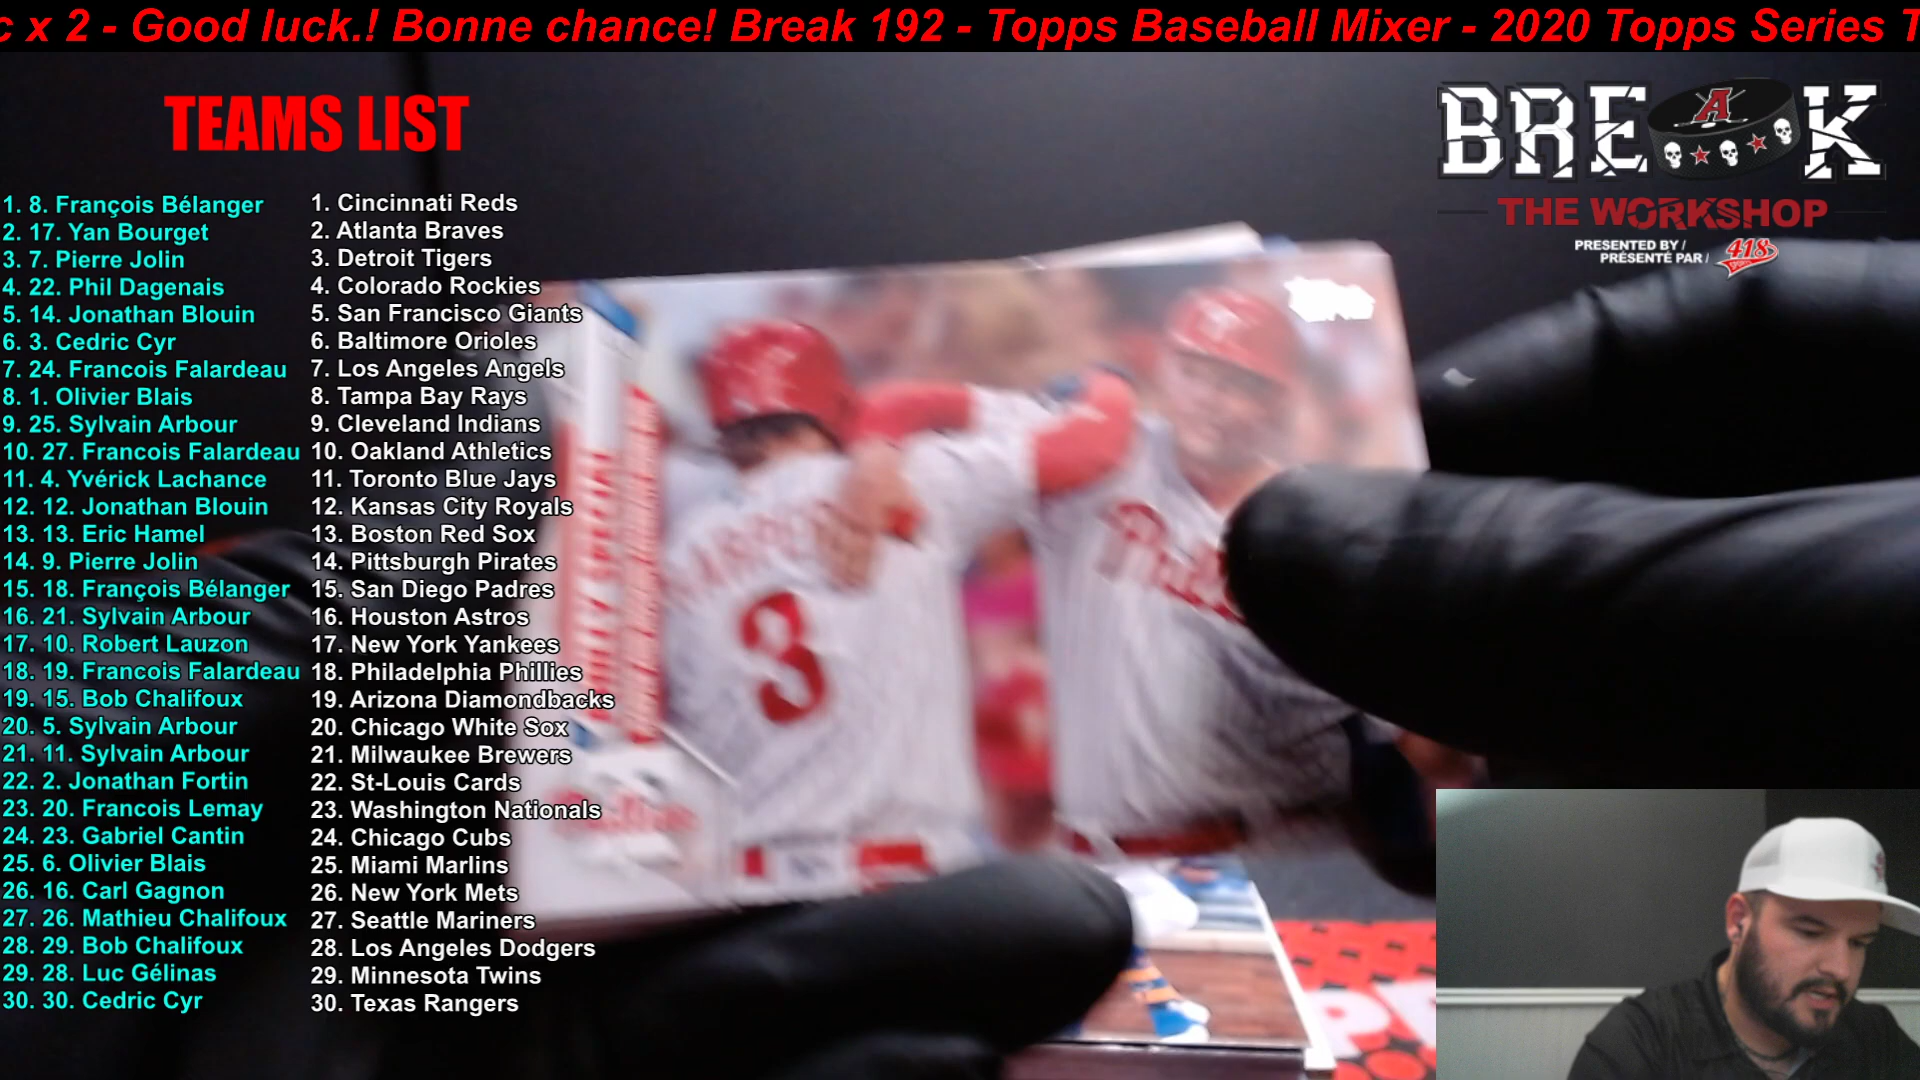 c x 2 - Good luck.! Bonne chance! Break 192 - Topps Baseball Mixer - 2020 Topps Series T
TEAMS LIST
BREAK
A
THE WORKSHOP
PRESENTED BY /
PRÉSENTÉ PAR /
418
1. 8. François Bélanger
2. 17. Yan Bourget
3. 7. Pierre Jolin
4. 22. Phil Dagenais
5. 14. Jonathan Blouin
6. 3. Cedric Cyr
7. 24. Francois Falardeau
8. 1. Olivier Blais
9. 25. Sylvain Arbour
10. 27. Francois Falardeau
11. 4. Yvérick Lachance
12. 12. Jonathan Blouin
13. 13. Eric Hamel
14. 9. Pierre Jolin
15. 18. François Bélanger
16. 21. Sylvain Arbour
17. 10. Robert Lauzon
18. 19. Francois Falardeau
19. 15. Bob Chalifoux
20. 5. Sylvain Arbour
21. 11. Sylvain Arbour
22. 2. Jonathan Fortin
23. 20. Francois Lemay
24. 23. Gabriel Cantin
25. 6. Olivier Blais
26. 16. Carl Gagnon
27. 26. Mathieu Chalifoux
28. 29. Bob Chalifoux
29. 28. Luc Gélinas
30. 30. Cedric Cyr
1. Cincinnati Reds
2. Atlanta Braves
3. Detroit Tigers
4. Colorado Rockies
5. San Francisco Giants
6. Baltimore Orioles
7. Los Angeles Angels
8. Tampa Bay Rays
9. Cleveland Indians
10. Oakland Athletics
11. Toronto Blue Jays
12. Kansas City Royals
13. Boston Red Sox
14. Pittsburgh Pirates
15. San Diego Padres
16. Houston Astros
17. New York Yankees
18. Philadelphia Phillies
19. Arizona Diamondbacks
20. Chicago White Sox
21. Milwaukee Brewers
22. St-Louis Cards
23. Washington Nationals
24. Chicago Cubs
25. Miami Marlins
26. New York Mets
27. Seattle Mariners
28. Los Angeles Dodgers
29. Minnesota Twins
30. Texas Rangers
3